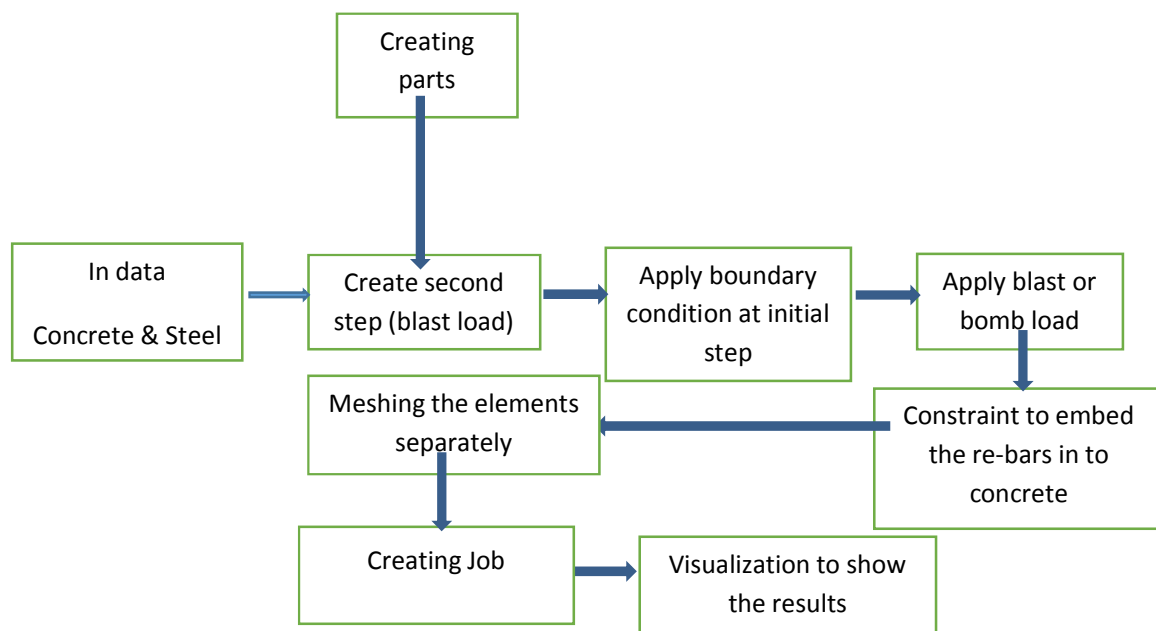 Creating
parts
In data
Concrete & Steel
Create second
step (blast load)
Apply boundary
condition at initial
step
Apply blast or
bomb load
Meshing the elements
separately
Constraint to embed
the re-bars in to
concrete
Creating Job
Visualization to show
the results